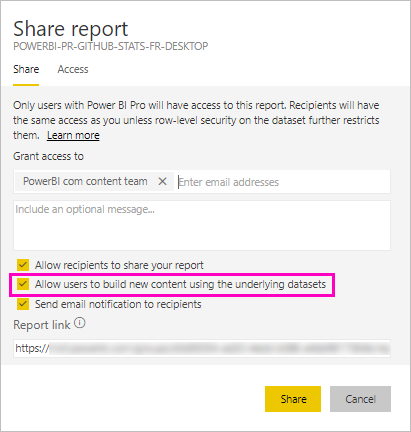 Share report
POWERBI-PR-GITHUB-STATS-FR-DESKTOP
Share Access
Only users with Power BI Pro will have access to this report. Recipients will have
the same access as you unless row-level security on the dataset further restricts
them. Learn more
Grant access to
PowerBI com content team Enter email addresses
Include an optional message...
Allow recipients to share your report
Allow users to build new content using the underlying datasets
Send email notification to recipients
Report link
https://
Share Cancel